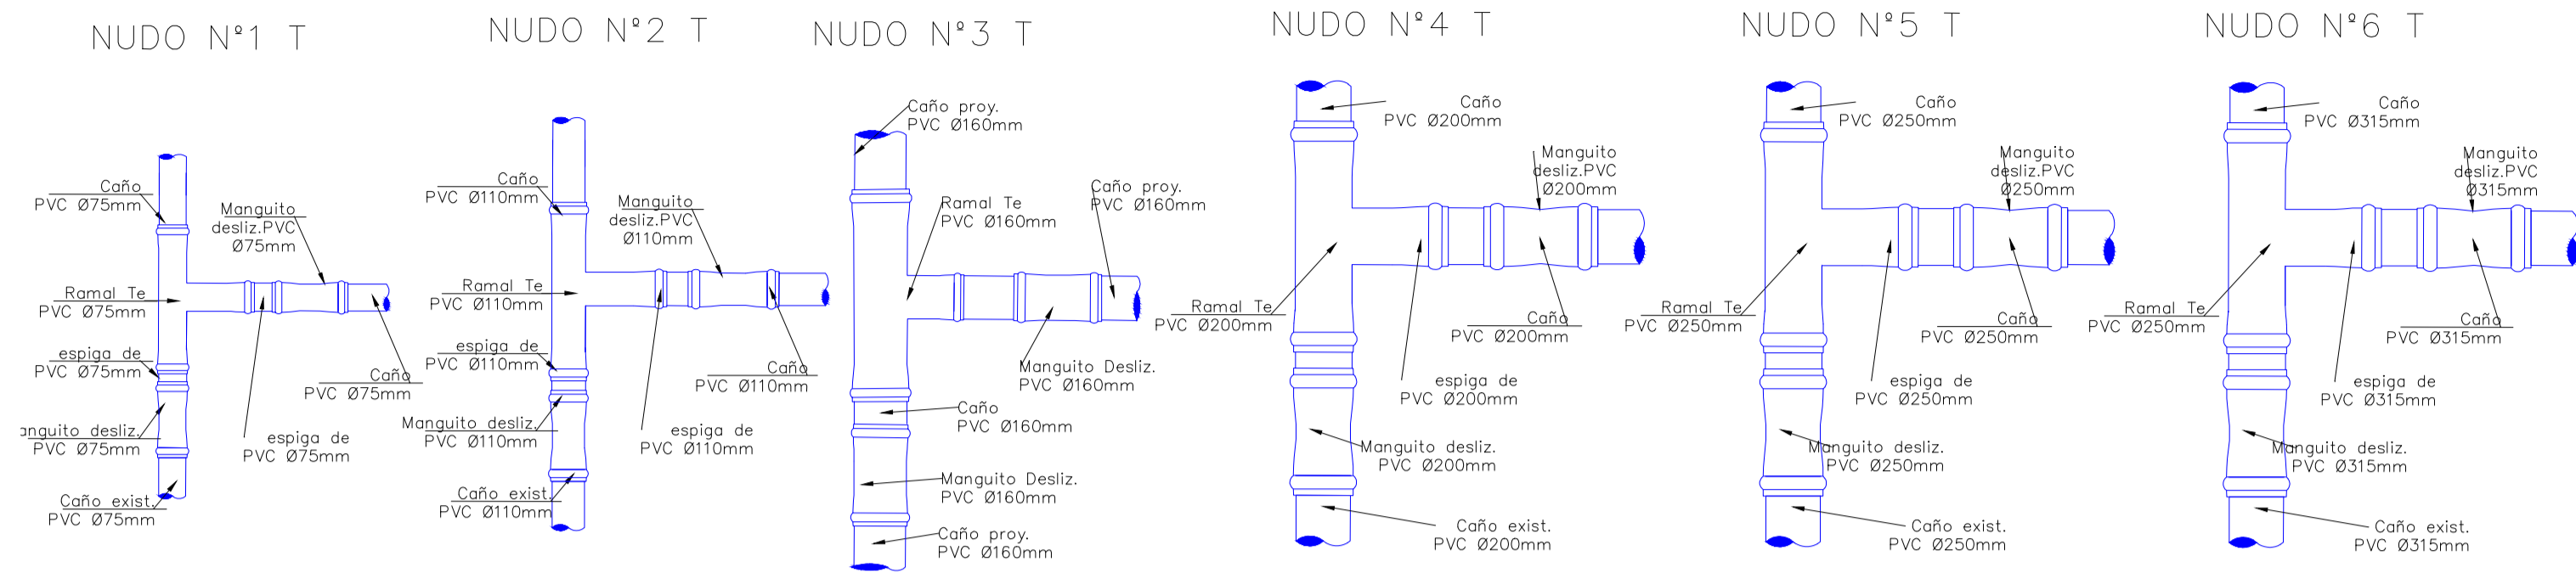 NUDO Nº1 T
Caño
PVC Ø75mm
Manguito
desliz.PVC
Ø75mm
Ramal Te
PVC Ø75mm
espiga de
PVC Ø75mm
Caño
PVC Ø75mm
anguito desliz.
PVC Ø75mm
espiga de
PVC Ø75mm
Caño exist.
PVC Ø75mm
NUDO Nº2 T
Caño
PVC Ø110mm
Manguito
desliz.PVC
Ø110mm
Ramal Te
PVC Ø110mm
espiga de
PVC Ø110mm
Caño
PVC Ø110mm
Manguito desliz.
PVC Ø110mm
espiga de
PVC Ø110mm
Caño exist.
PVC Ø110mm
NUDO Nº3 T
Caño proy.
PVC Ø160mm
Caño proy.
PVC Ø160mm
Ramal Te
PVC Ø160mm
Manguito Desliz.
PVC Ø160mm
Caño
PVC Ø160mm
Manguito Desliz.
PVC Ø160mm
Caño proy.
PVC Ø160mm
NUDO Nº4 T
Caño
PVC Ø200mm
Manguito
desliz.PVC
Ø200mm
Ramal Te
PVC Ø200mm
Caño
PVC Ø200mm
espiga de
PVC Ø200mm
Manguito desliz.
PVC Ø200mm
Caño exist.
PVC Ø200mm
NUDO Nº5 T
Caño
PVC Ø250mm
Manguito
desliz.PVC
Ø250mm
Ramal Te
PVC Ø250mm
Caño
PVC Ø250mm
espiga de
PVC Ø250mm
Manguito desliz.
PVC Ø250mm
Caño exist.
PVC Ø250mm
NUDO Nº6 T
Caño
PVC Ø315mm
Manguito
desliz.PVC
Ø315mm
Ramal Te
PVC Ø250mm
Caño
PVC Ø315mm
espiga de
PVC Ø315mm
Manguito desliz.
PVC Ø315mm
Caño exist.
PVC Ø315mm